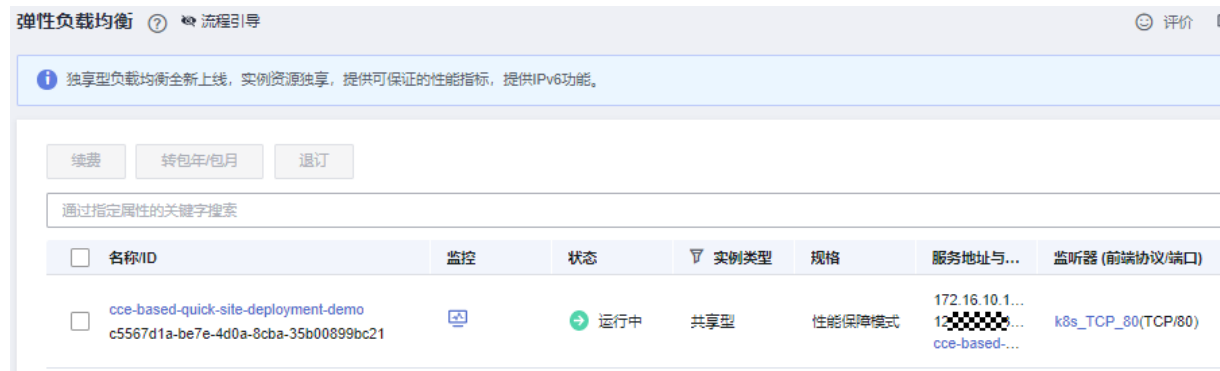 弹性负载均衡 ? 流程引导 评价
独享型负载均衡全新上线，实例资源独享，提供可保证的性能指标，提供IPv6功能。
续费 转包年/包月 退订
通过指定属性的关键字搜索
名称/ID 监控 状态 实例类型 规格 服务地址与... 监听器 (前端协议/端口)
cce-based-quick-site-deployment-demo
c5567d1a-be7e-4d0a-8cba-35b00899bc21
运行中 共享型 性能保障模式
172.16.10.1...
cce-based-...
k8s_TCP_80(TCP/80)